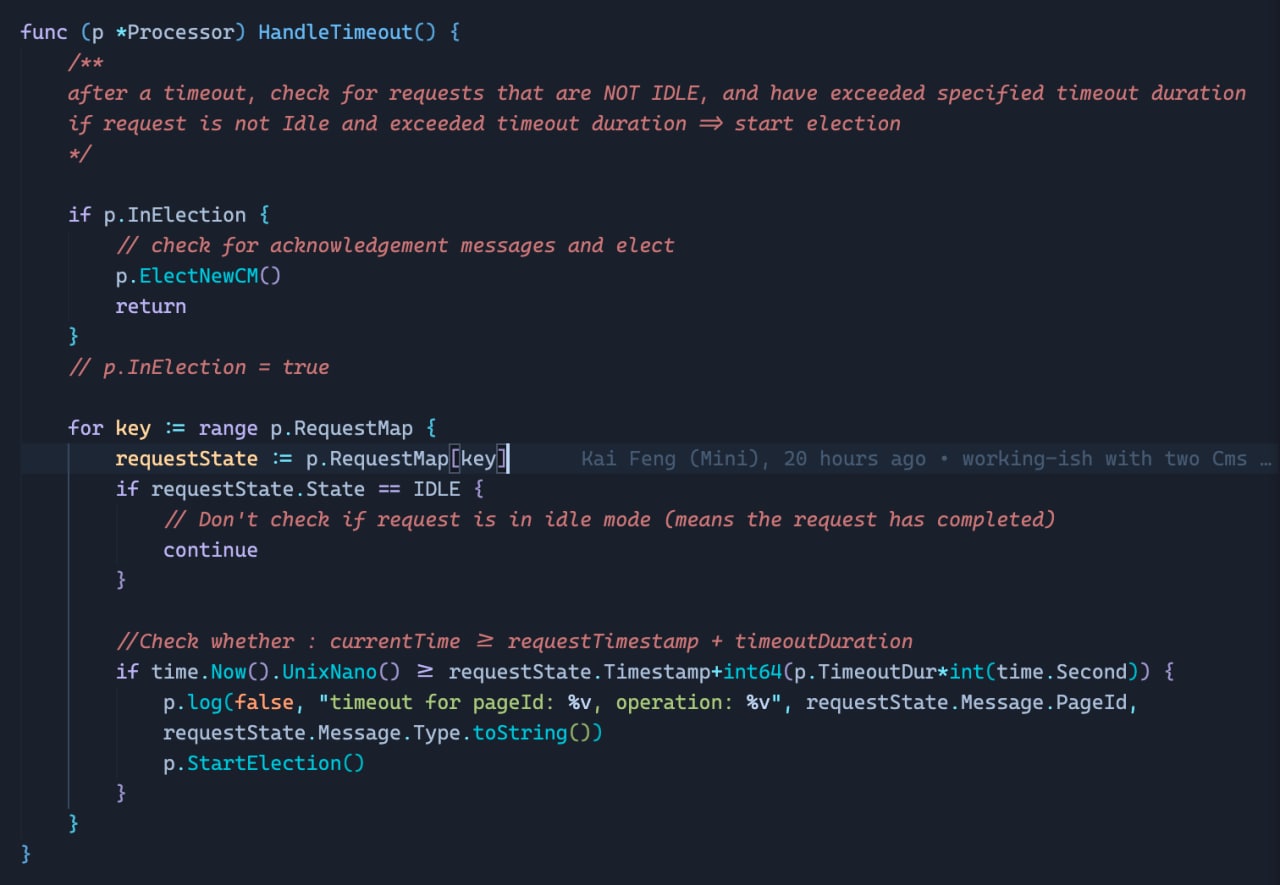 func (p *Processor) HandleTimeout() {
/**
after a timeout, check for requests that are NOT IDLE, and have exceeded specified timeout duration
if request is not Idle and exceeded timeout duration => start election
*/
if p.InElection {
// check for acknowledgement messages and elect
p.ElectNewCM()
return
}
// p.InElection = true
for key := range p.RequestMap {
requestState := p.RequestMap[key] Kai Feng (Mini), 20 hours ago • working-ish with two Cms …
if requestState.State == IDLE {
// Don't check if request is in idle mode (means the request has completed)
continue
}
//Check whether : currentTime >= requestTimestamp + timeoutDuration
if time.Now().UnixNano() >= requestState.Timestamp+int64(p.TimeoutDur*int(time.Second)) {
p.log(false, "timeout for pageId: %v, operation: %v", requestState.Message.PageId,
requestState.Message.Type.toString())
p.StartElection()
}
}
}